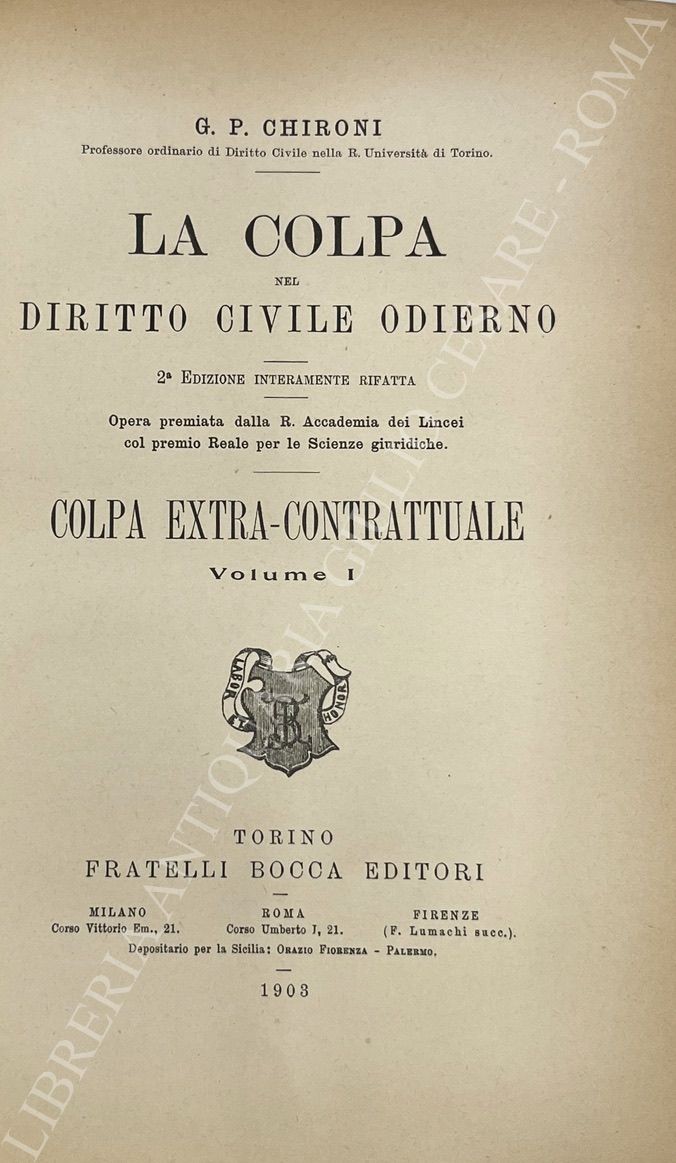 G. P. CHIRONI
Professore ordinario di Diritto Civile nella R. Università di Torino.
LA COLPA
NEL
DIRITTO CIVILE ODIERNO
2ª EDIZIONE INTERAMENTE RIFATTA
Opera premiata dalla R. Accademia dei Lincei
col premio Reale per le Scienze giuridiche.
COLPA EXTRA-CONTRATTUALE
Volume I
LABOR ET HONOR
TORINO
FRATELLI BOCCA EDITORI
MILANO ROMA FIRENZE
Corso Vittorio Em., 21. Corso Umberto I, 21. (F. Lumachi succ.).
Depositario per la Sicilia: ORAZIO FIORENZA - PALERMO.
1903
LIBRERIA ANTIQUARIA GIULIO CESARE - ROMA